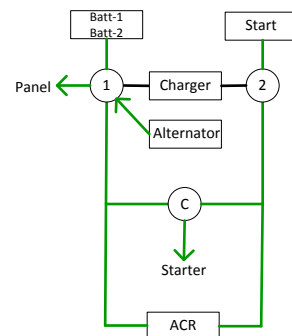 Batt-1
Batt-2
Start
Panel
1
Charger
2
Alternator
C
Starter
ACR